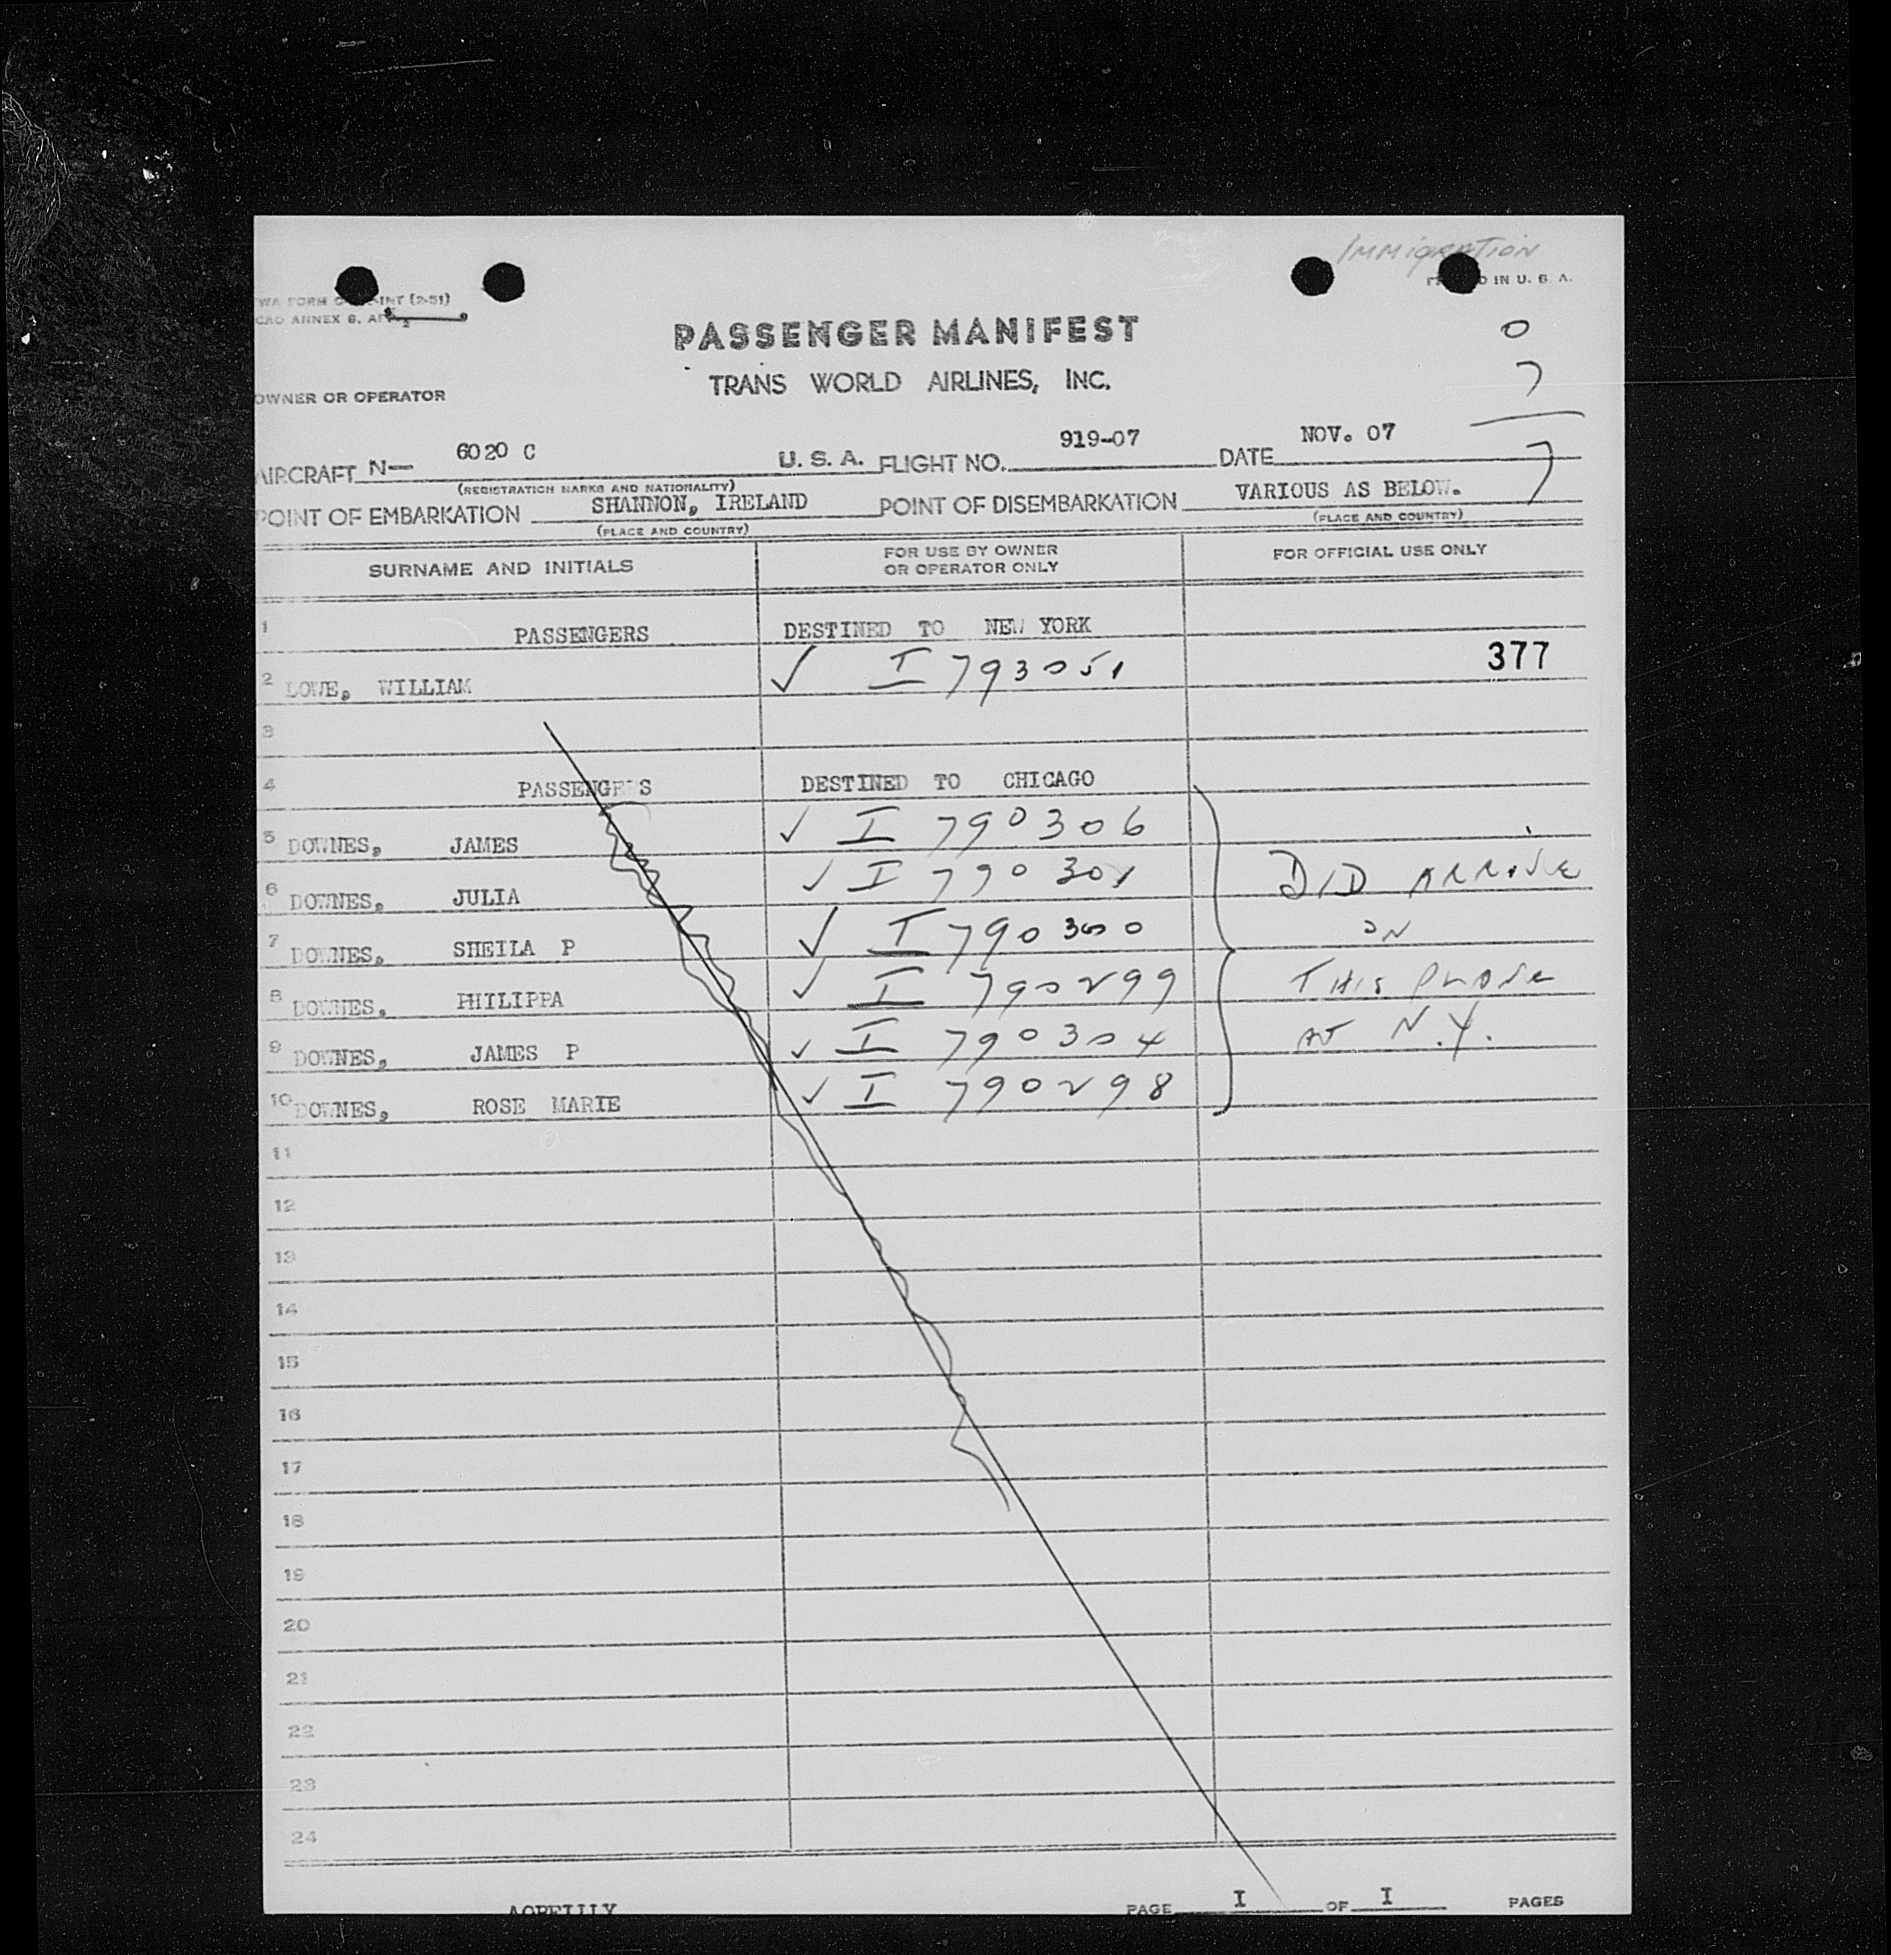 IMMIGRATION
IN U. S. A.
INT (2-51)
ANNEX 9,
PASSENGER MANIFEST
0
7
7
TRANS WORLD AIRLINES, INC.
OWNER OR OPERATOR
AIRCRAFT N— 6020 C U. S. A. FLIGHT NO. 919-07 DATE NOV. 07
(REGISTRATION MARKS AND NATIONALITY)
POINT OF EMBARKATION SHANNON, IRELAND POINT OF DISEMBARKATION VARIOUS AS BELOW.
(PLACE AND COUNTRY) (PLACE AND COUNTRY)
SURNAME AND INITIALS FOR USE BY OWNER OR OPERATOR ONLY FOR OFFICIAL USE ONLY
1 PASSENGERS DESTINED TO NEW YORK
377
2 LOWE, WILLIAM ✓ I 793051
3
4 PASSENGERS DESTINED TO CHICAGO
5 DOWNES, JAMES ✓ I 790306
6 DOWNES, JULIA ✓ I 790301 DID ARRIVE
7 DOWNES, SHEILA P ✓ I 790300 ON
8 DOWNES, PHILIPPA ✓ I 790299 THIS PLANE
9 DOWNES, JAMES P ✓ I 790304 AT N.Y.
10 DOWNES, ROSE MARIE ✓ I 790298
11
12
13
14
15
16
17
18
19
20
21
22
23
24
PAGE I OF I PAGES